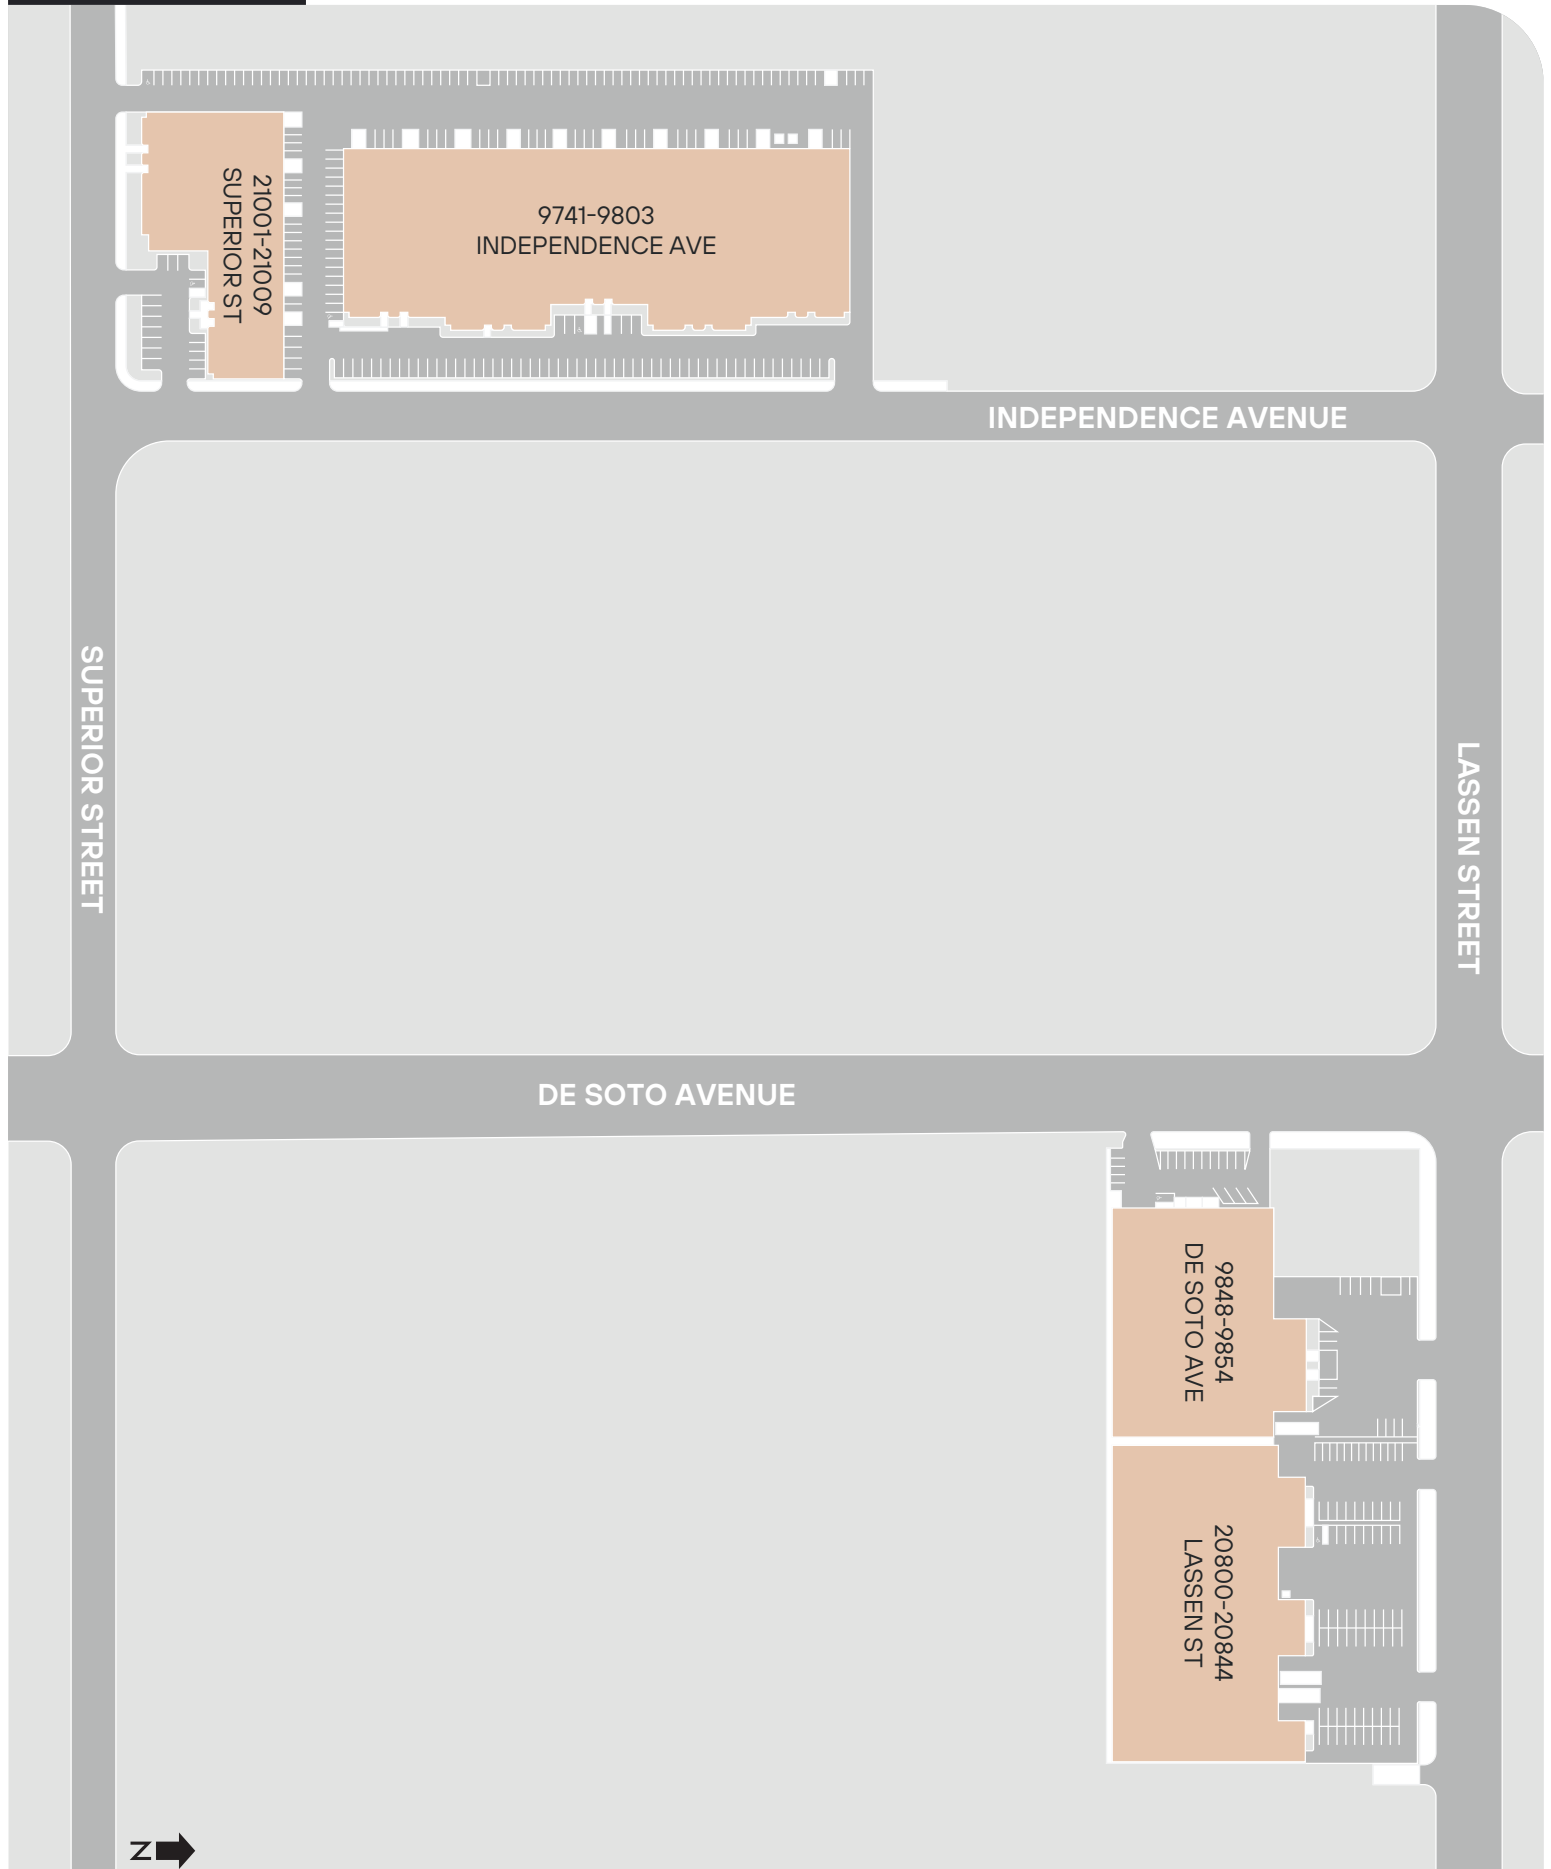 21001-21009
SUPERIOR ST
9741-9803
INDEPENDENCE AVE
INDEPENDENCE AVENUE
SUPERIOR STREET
LASSEN STREET
DE SOTO AVENUE
9848-9854
DE SOTO AVE
20800-20844
LASSEN ST
N